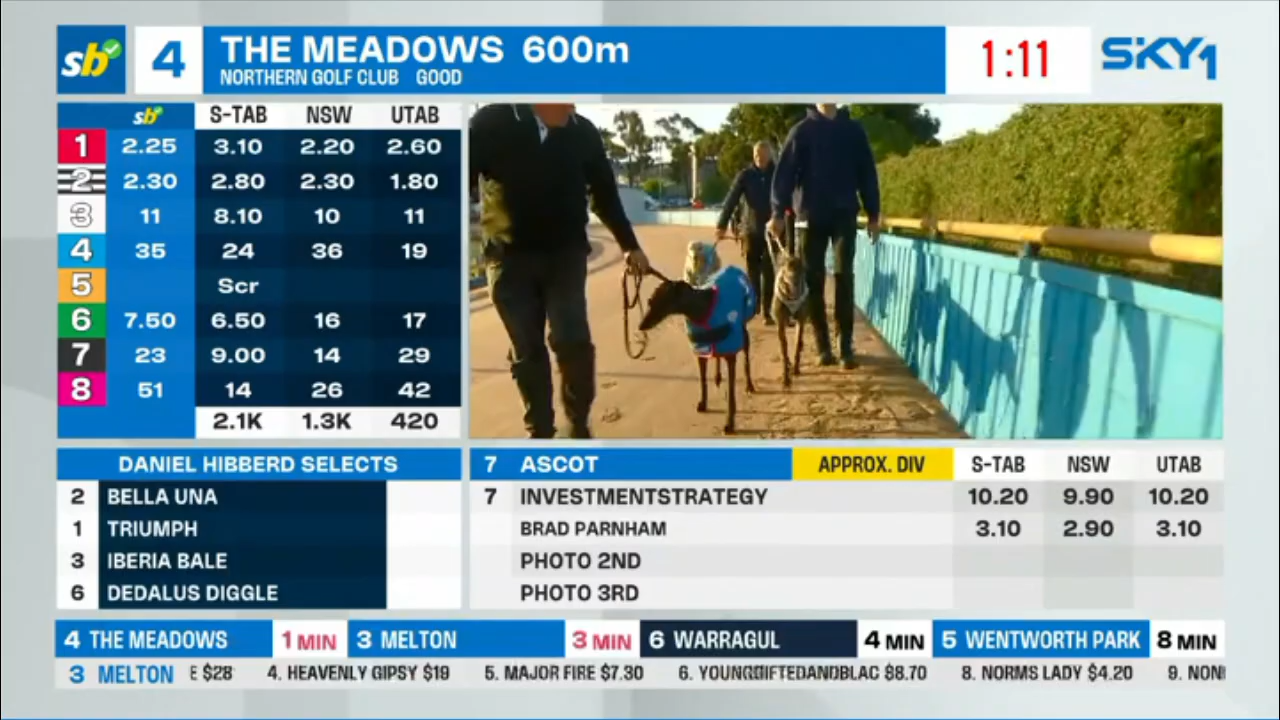 sb 4 THE MEADOWS 600m 1:11 SKY1
NORTHERN GOLF CLUB GOOD
sb S-TAB NSW UTAB
1 2.25 3.10 2.20 2.60
2 2.30 2.80 2.30 1.80
3 11 8.10 10 11
4 35 24 36 19
5 Scr
6 7.50 6.50 16 17
7 23 9.00 14 29
8 51 14 26 42
2.1K 1.3K 420
DANIEL HIBBERD SELECTS
2 BELLA UNA
1 TRIUMPH
3 IBERIA BALE
6 DEDALUS DIGGLE
7 ASCOT APPROX. DIV S-TAB NSW UTAB
7 INVESTMENTSTRATEGY 10.20 9.90 10.20
BRAD PARNHAM 3.10 2.90 3.10
PHOTO 2ND
PHOTO 3RD
4 THE MEADOWS 1 MIN 3 MELTON 3 MIN 6 WARRAGUL 4 MIN 5 WENTWORTH PARK 8 MIN
3 MELTON E $28 4. HEAVENLY GIPSY $19 5. MAJOR FIRE $7.30 6. YOUNGGIFTEDANDBLAC $8.70 8. NORMS LADY $4.20 9. NON